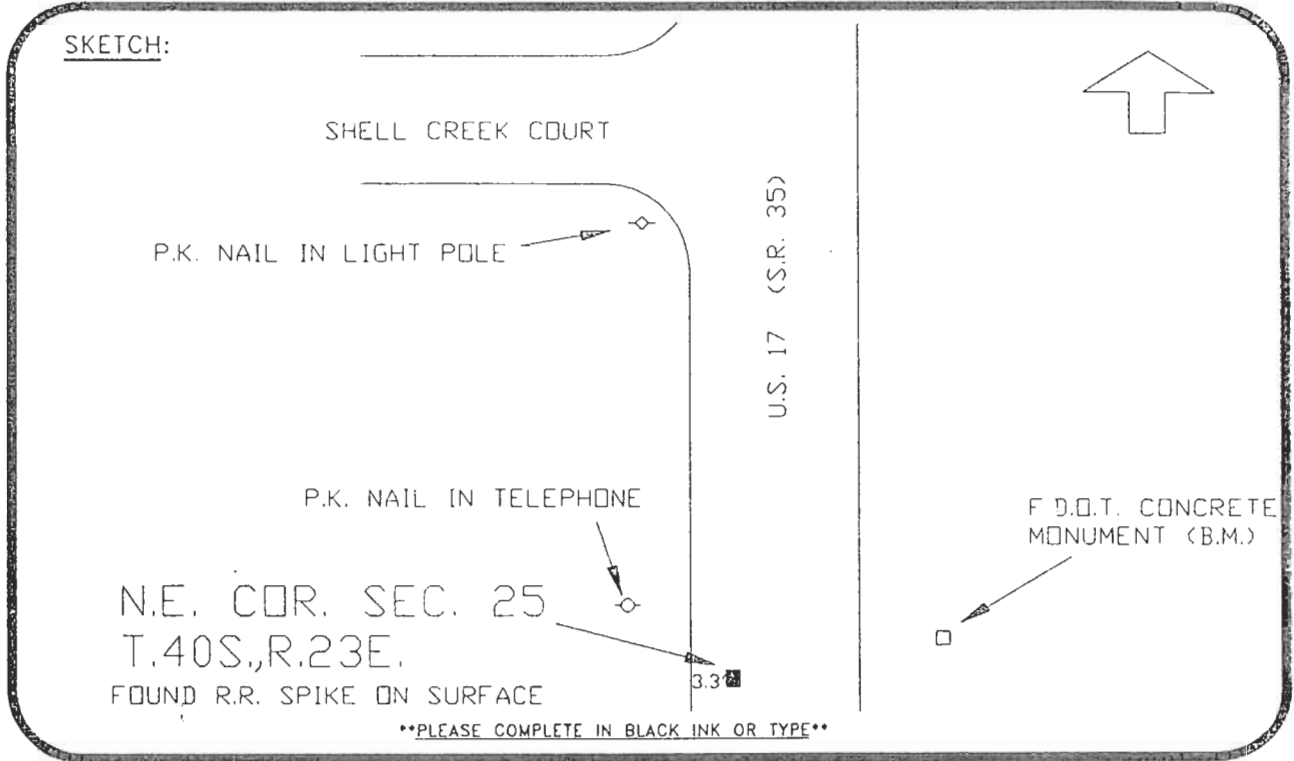 SKETCH:
SHELL CREEK COURT
P.K. NAIL IN LIGHT POLE
U.S. 17 (S.R. 35)
P.K. NAIL IN TELEPHONE
F D.O.T. CONCRETE
MONUMENT (B.M.)
N.E. COR. SEC. 25
T.40S.,R.23E.
FOUND R.R. SPIKE ON SURFACE
3.3'
**PLEASE COMPLETE IN BLACK INK OR TYPE**